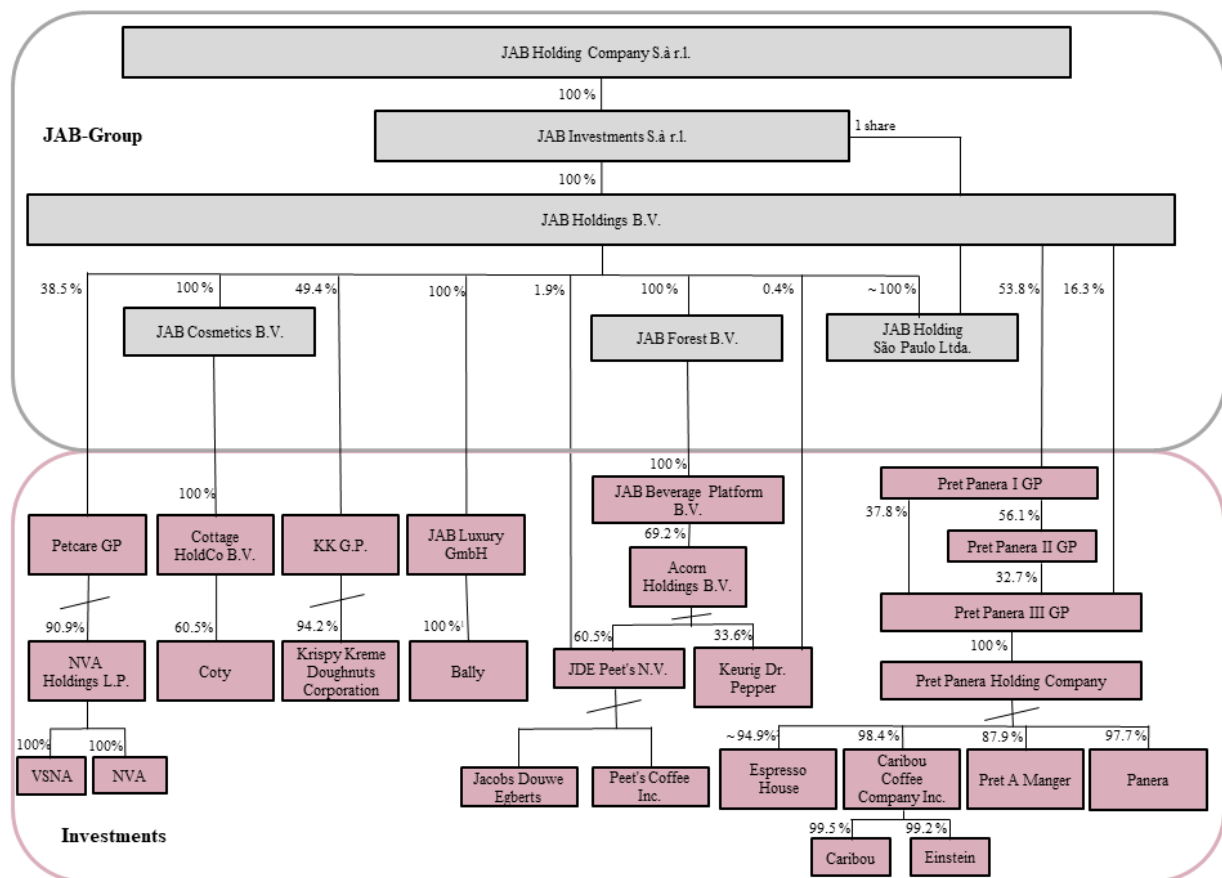 JAB Holding Company S.à r.l.
100 %
JAB-Group
JAB Investments S.à r.l.
1 share
100 %
JAB Holdings B.V.
38.5 %
100 %
49.4 %
100 %
1.9%
100 %
0.4%
~100 %
53.8 %
16.3 %
JAB Cosmetics B.V.
JAB Forest B.V.
JAB Holding
São Paulo Ltda.
100 %
100 %
JAB Beverage Platform
B.V.
Pret Panera I GP
37.8 %
56.1 %
Petcare GP
Cottage
HoldCo B.V.
KK G.P.
JAB Luxury
GmbH
69.2 %
Pret Panera II GP
Acorn
Holdings B.V.
32.7 %
Pret Panera III GP
90.9%
60.5%
94.2 %
100 %¹
60.5%
33.6%
100 %
NVA
Holdings L.P.
Coty
Krispy Kreme
Doughnuts
Corporation
Bally
JDE Peet's N.V.
Keurig Dr.
Pepper
Pret Panera Holding Company
100%
100%
~94.9%
98.4 %
87.9 %
97.7 %
VSNA
NVA
Jacobs Douwe
Egberts
Peet's Coffee
Inc.
Espresso
House
Caribou
Coffee
Company Inc.
Pret A Manger
Panera
99.5 %
99.2 %
Investments
Caribou
Einstein